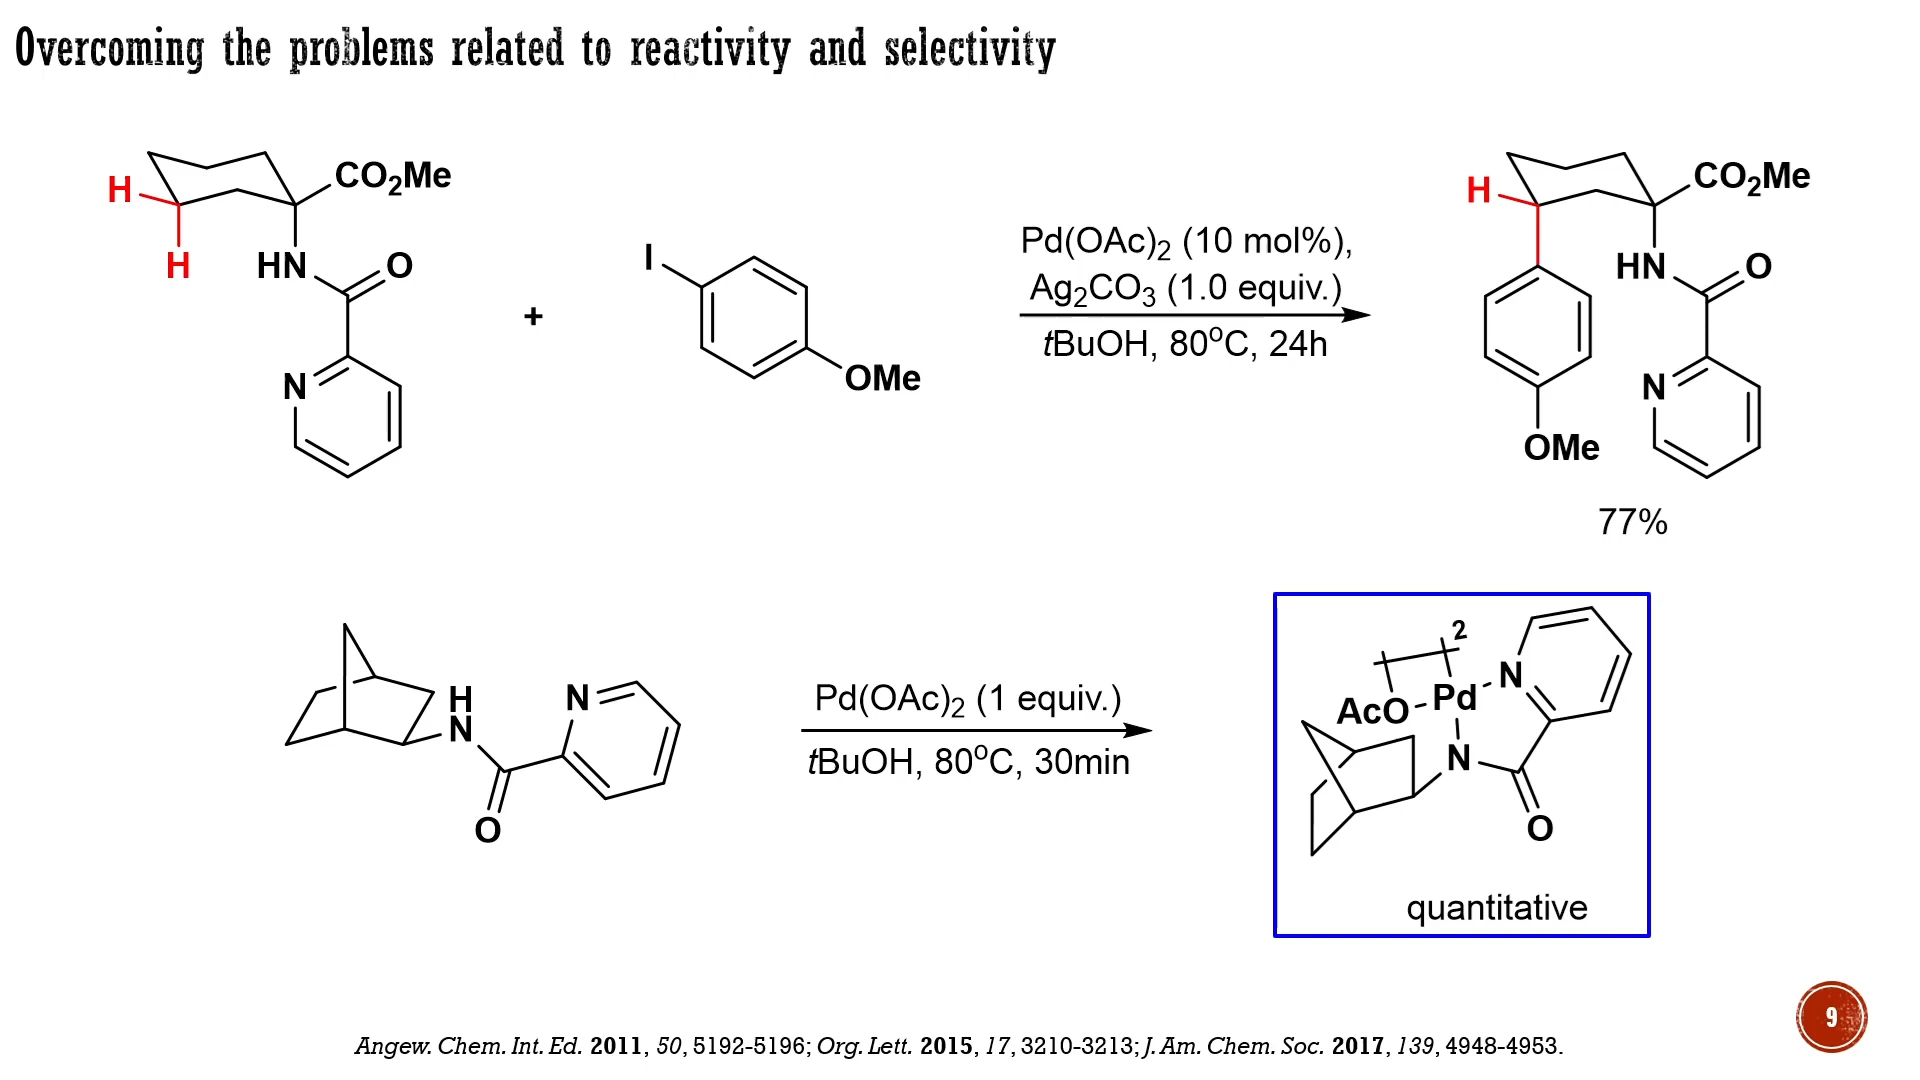 Overcoming the problems related to reactivity and selectivity
H
H
CO2Me
HN
O
N
+
I
OMe
Pd(OAc)2 (10 mol%),
Ag2CO3 (1.0 equiv.)
tBuOH, 80oC, 24h
H
CO2Me
HN
O
N
OMe
77%
H
N
O
N
Pd(OAc)2 (1 equiv.)
tBuOH, 80oC, 30min
2
AcO
Pd
N
N
O
quantitative
9
Angew. Chem. Int. Ed. 2011, 50, 5192-5196; Org. Lett. 2015, 17, 3210-3213; J. Am. Chem. Soc. 2017, 139, 4948-4953.